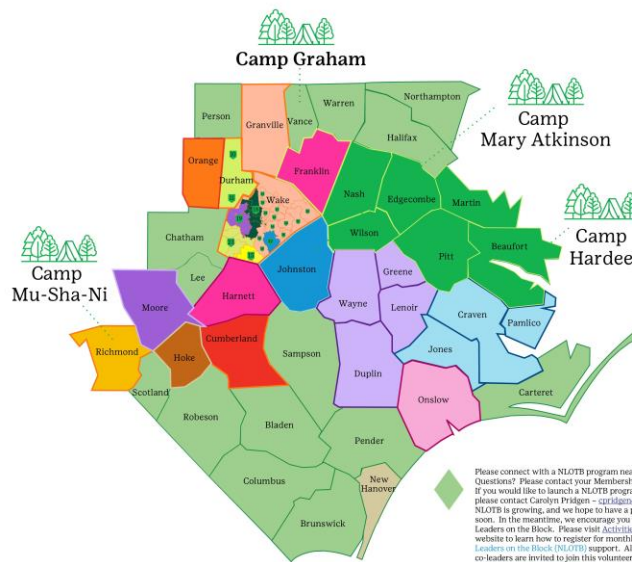 Camp Graham
Camp
Mary Atkinson
Camp
Hardee
Camp
Mu-Sha-Ni
Person
Granville
Vance
Warren
Northampton
Halifax
Orange
Durham
Franklin
Nash
Edgecombe
Martin
Wake
Wilson
Pitt
Beaufort
Chatham
Lee
Johnston
Greene
Wayne
Lenoir
Craven
Pamlico
Moore
Harnett
Richmond
Hoke
Cumberland
Sampson
Jones
Duplin
Onslow
Carteret
Scotland
Robeson
Bladen
Pender
Columbus
New
Hanover
Brunswick
Please connect with a NLOTB program nea
Questions? Please contact your Membersh
If you would like to launch a NLOTB progra
please contact Carolyn Pridgen – cpridgen
NLOTB is growing, and we hope to have a p
soon. In the meantime, we encourage you
Leaders on the Block. Please visit Activitie
website to learn how to register for month
Leaders on the Block (NLOTB) support. Al
co-leaders are invited to join this voluntee